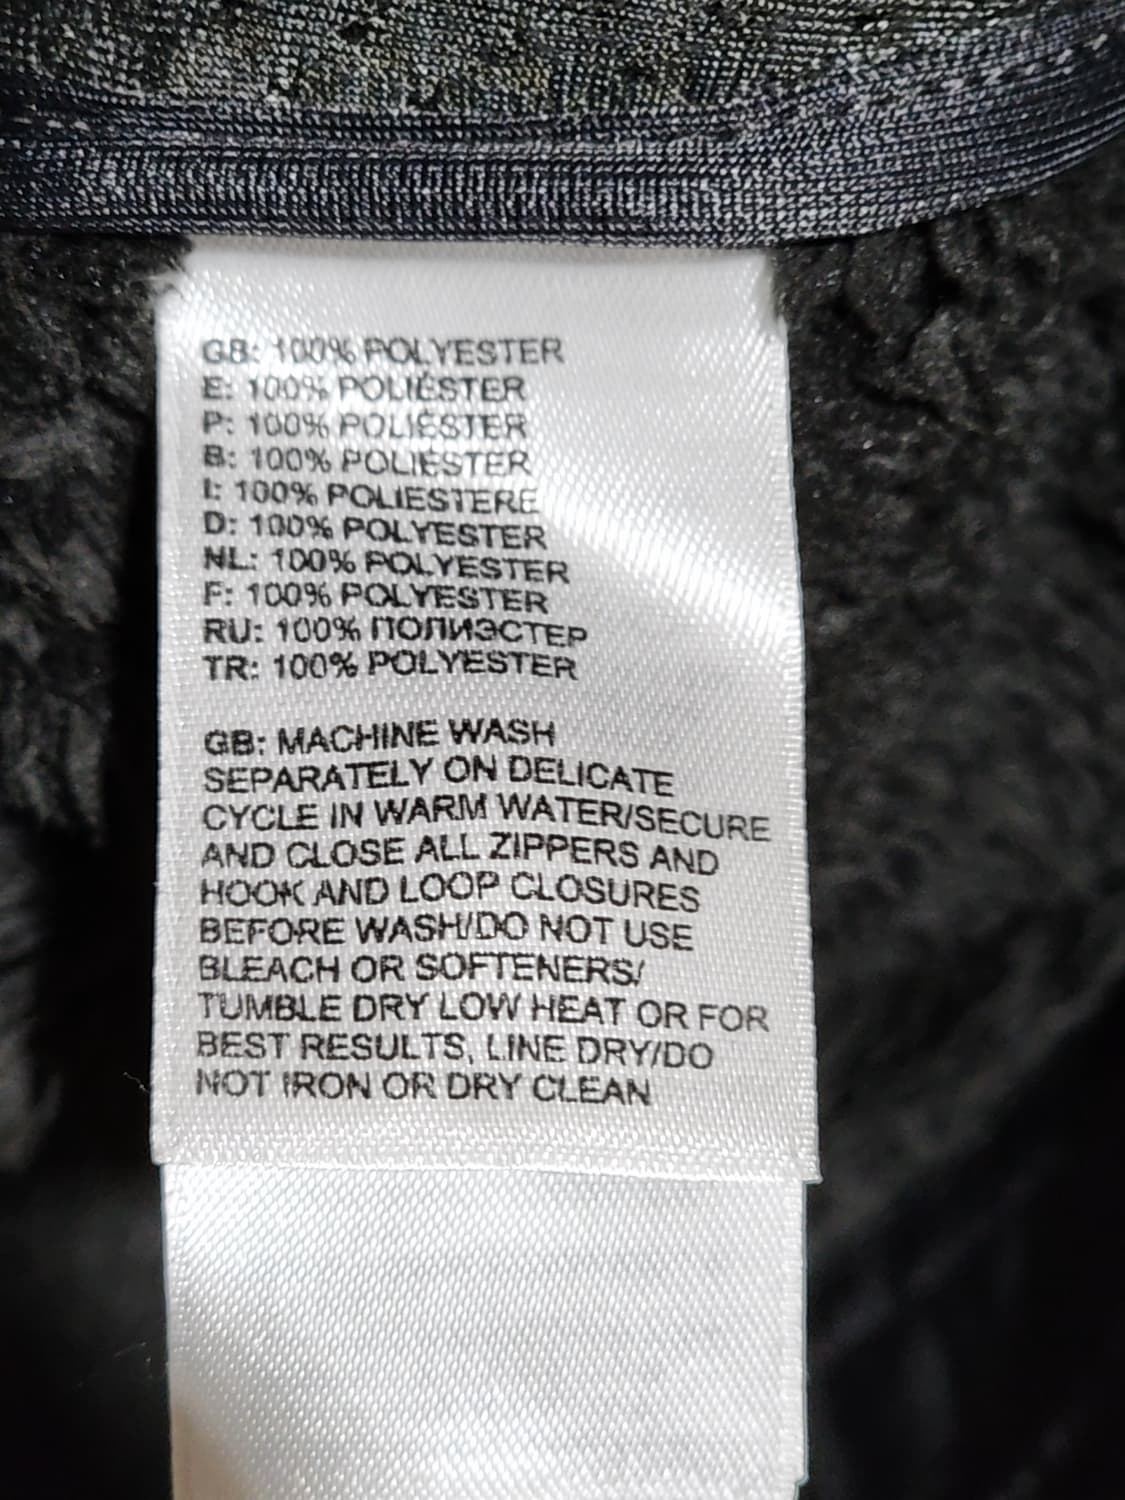 GB: 100% POLYESTER
E: 100% POLIÉSTER
P: 100% POLIÉSTER
B: 100% POLIÉSTER
I: 100% POLIESTERE
D: 100% POLYESTER
NL: 100% POLYESTER
F: 100% POLYESTER
RU: 100% ПОЛИЭСТЕР
TR: 100% POLYESTER
GB: MACHINE WASH
SEPARATELY ON DELICATE
CYCLE IN WARM WATER/SECURE
AND CLOSE ALL ZIPPERS AND
HOOK AND LOOP CLOSURES
BEFORE WASH/DO NOT USE
BLEACH OR SOFTENERS/
TUMBLE DRY LOW HEAT OR FOR
BEST RESULTS, LINE DRY/DO
NOT IRON OR DRY CLEAN